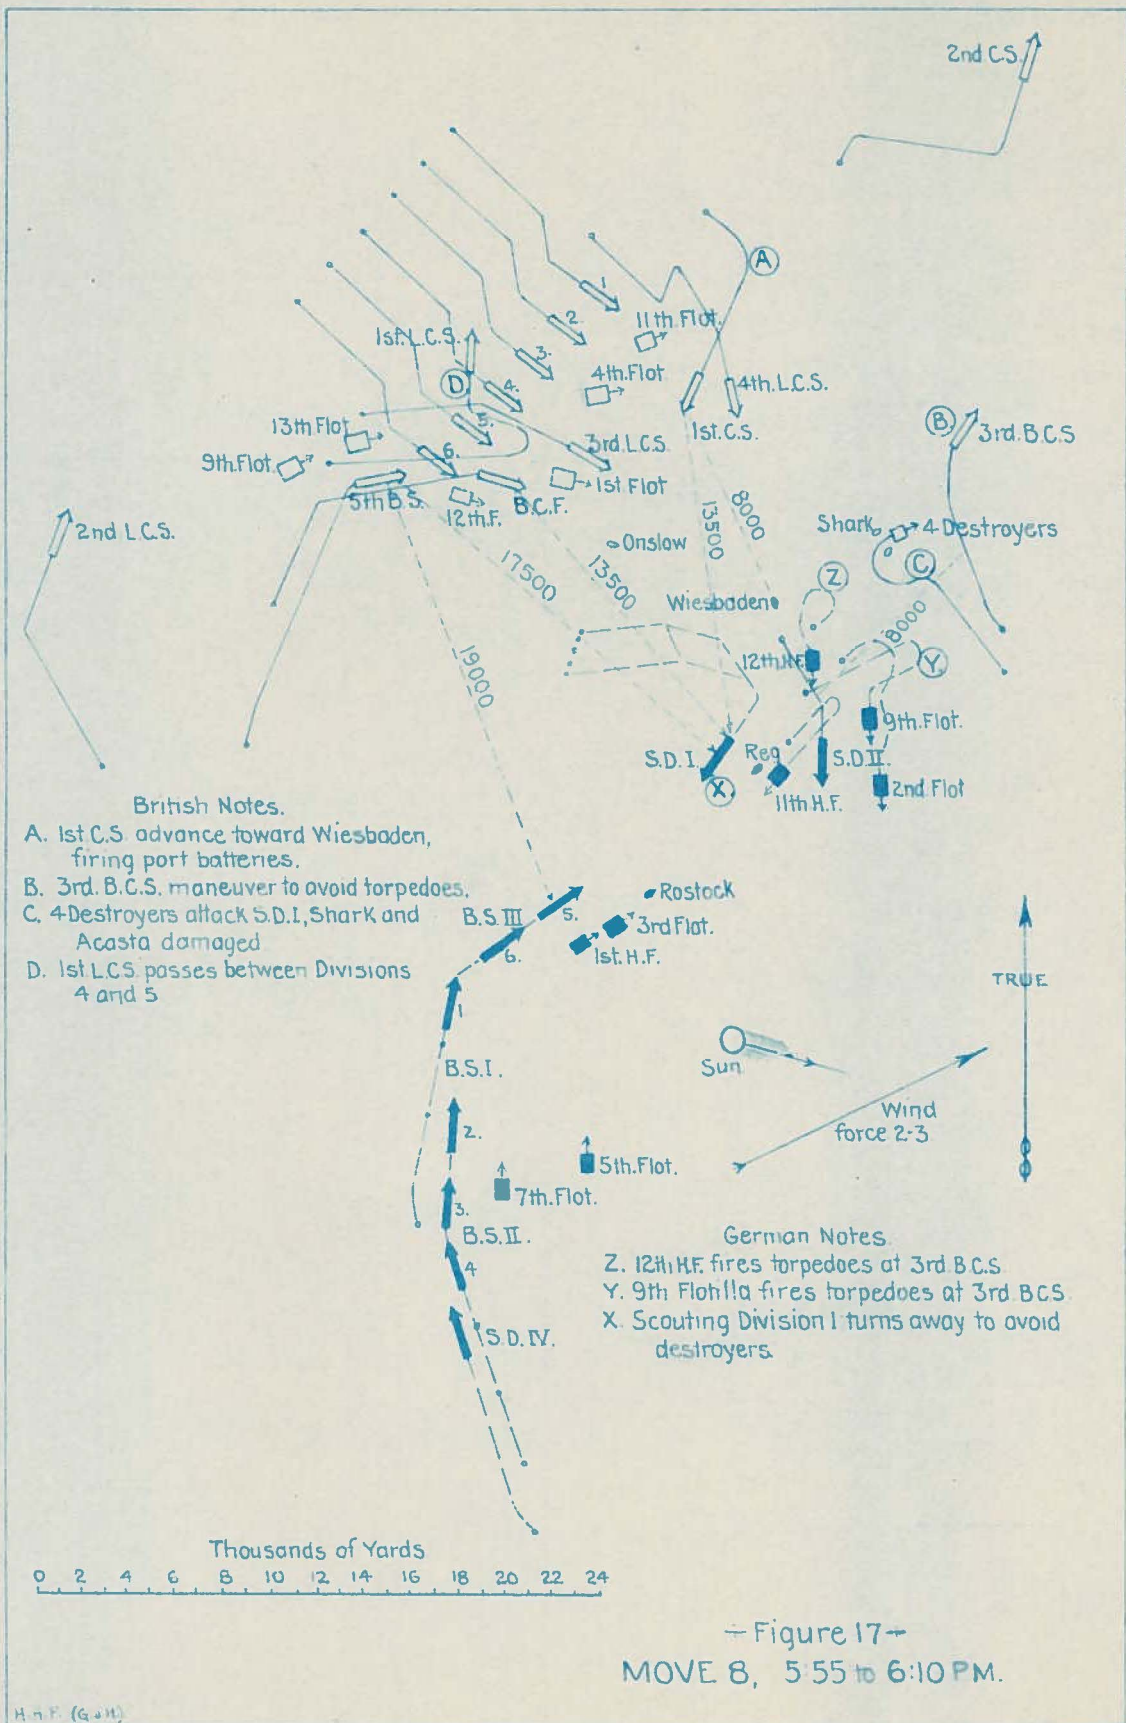 2nd C.S.
A
1
2.
11th Flot.
1st L.C.S.
3.
4th Flot
D
4.
4th L.C.S.
5.
1st C.S.
B
3rd. B.C.S
13th Flot
6.
3rd L.C.S.
9th Flot.
1st Flot
5th B.S.
12th F.
B.C.F.
2nd L.C.S.
13500
8000
Shark
4 Destroyers
Onslow
17500
13500
C
Z
Wiesbaden
8000
19000
12th H.F.
Y
9th Flot.
S.D. I.
Reg
S.D II.
X
11th H.F.
2nd Flot
British Notes.
A. 1st C.S. advance toward Wiesbaden,
firing port batteries.
B. 3rd. B.C.S. maneuver to avoid torpedoes.
C. 4 Destroyers attack S.D.I, Shark and
Acasta damaged
D. 1st L.C.S. passes between Divisions
4 and 5
B.S. III
5.
Rostock
3rd Flot.
6.
1st H.F.
1
TRUE
B.S.I.
Sun
Wind
force 2-3
2.
5th Flot.
7th. Flot.
3.
B.S. II.
4
S.D. IV.
German Notes
Z. 12th H.F. fires torpedoes at 3rd B.C.S
Y. 9th Flotilla fires torpedoes at 3rd BCS
X. Scouting Division I turns away to avoid
destroyers.
Thousands of Yards
0 2 4 6 8 10 12 14 16 18 20 22 24
-Figure 17-
MOVE 8, 5:55 to 6:10 PM.